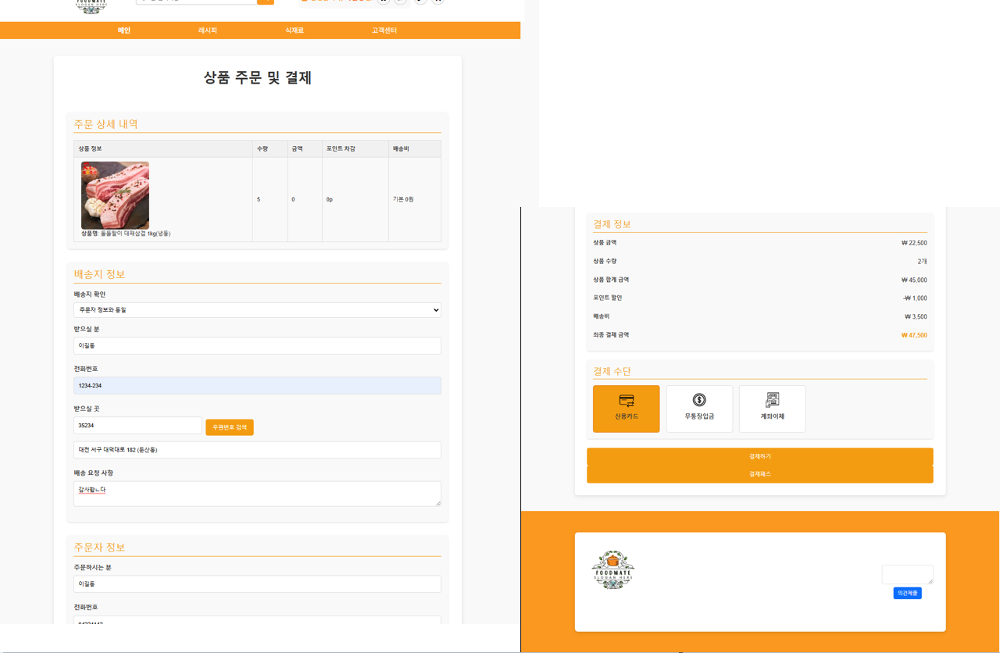 FOODMATE
SLOGAN HERE
메인
레시피
식재료
고객센터
상품 주문 및 결제
주문 상세 내역
상품 정보
수량
금액
포인트 차감
배송비
상품명: 돌돌말이 대패삼겹 1kg(냉동)
5
0
0p
기본 0원
배송지 정보
배송지 확인
주문자 정보와 동일
받으실 분
이길동
전화번호
1234-234
받으실 곳
35234
우편번호 검색
대전 서구 대덕대로 182 (둔산동)
배송 요청 사항
감사합ㄴ다
주문자 정보
주문하시는 분
이길동
전화번호
결제 정보
상품 금액
₩ 22,500
상품 수량
2개
상품 합계 금액
₩ 45,000
포인트 할인
-₩ 1,000
배송비
₩ 3,500
최종 결제 금액
₩ 47,500
결제 수단
신용카드
무통장입금
계좌이체
결제하기
결제패스
FOODMATE
SLOGAN HERE
의견제출